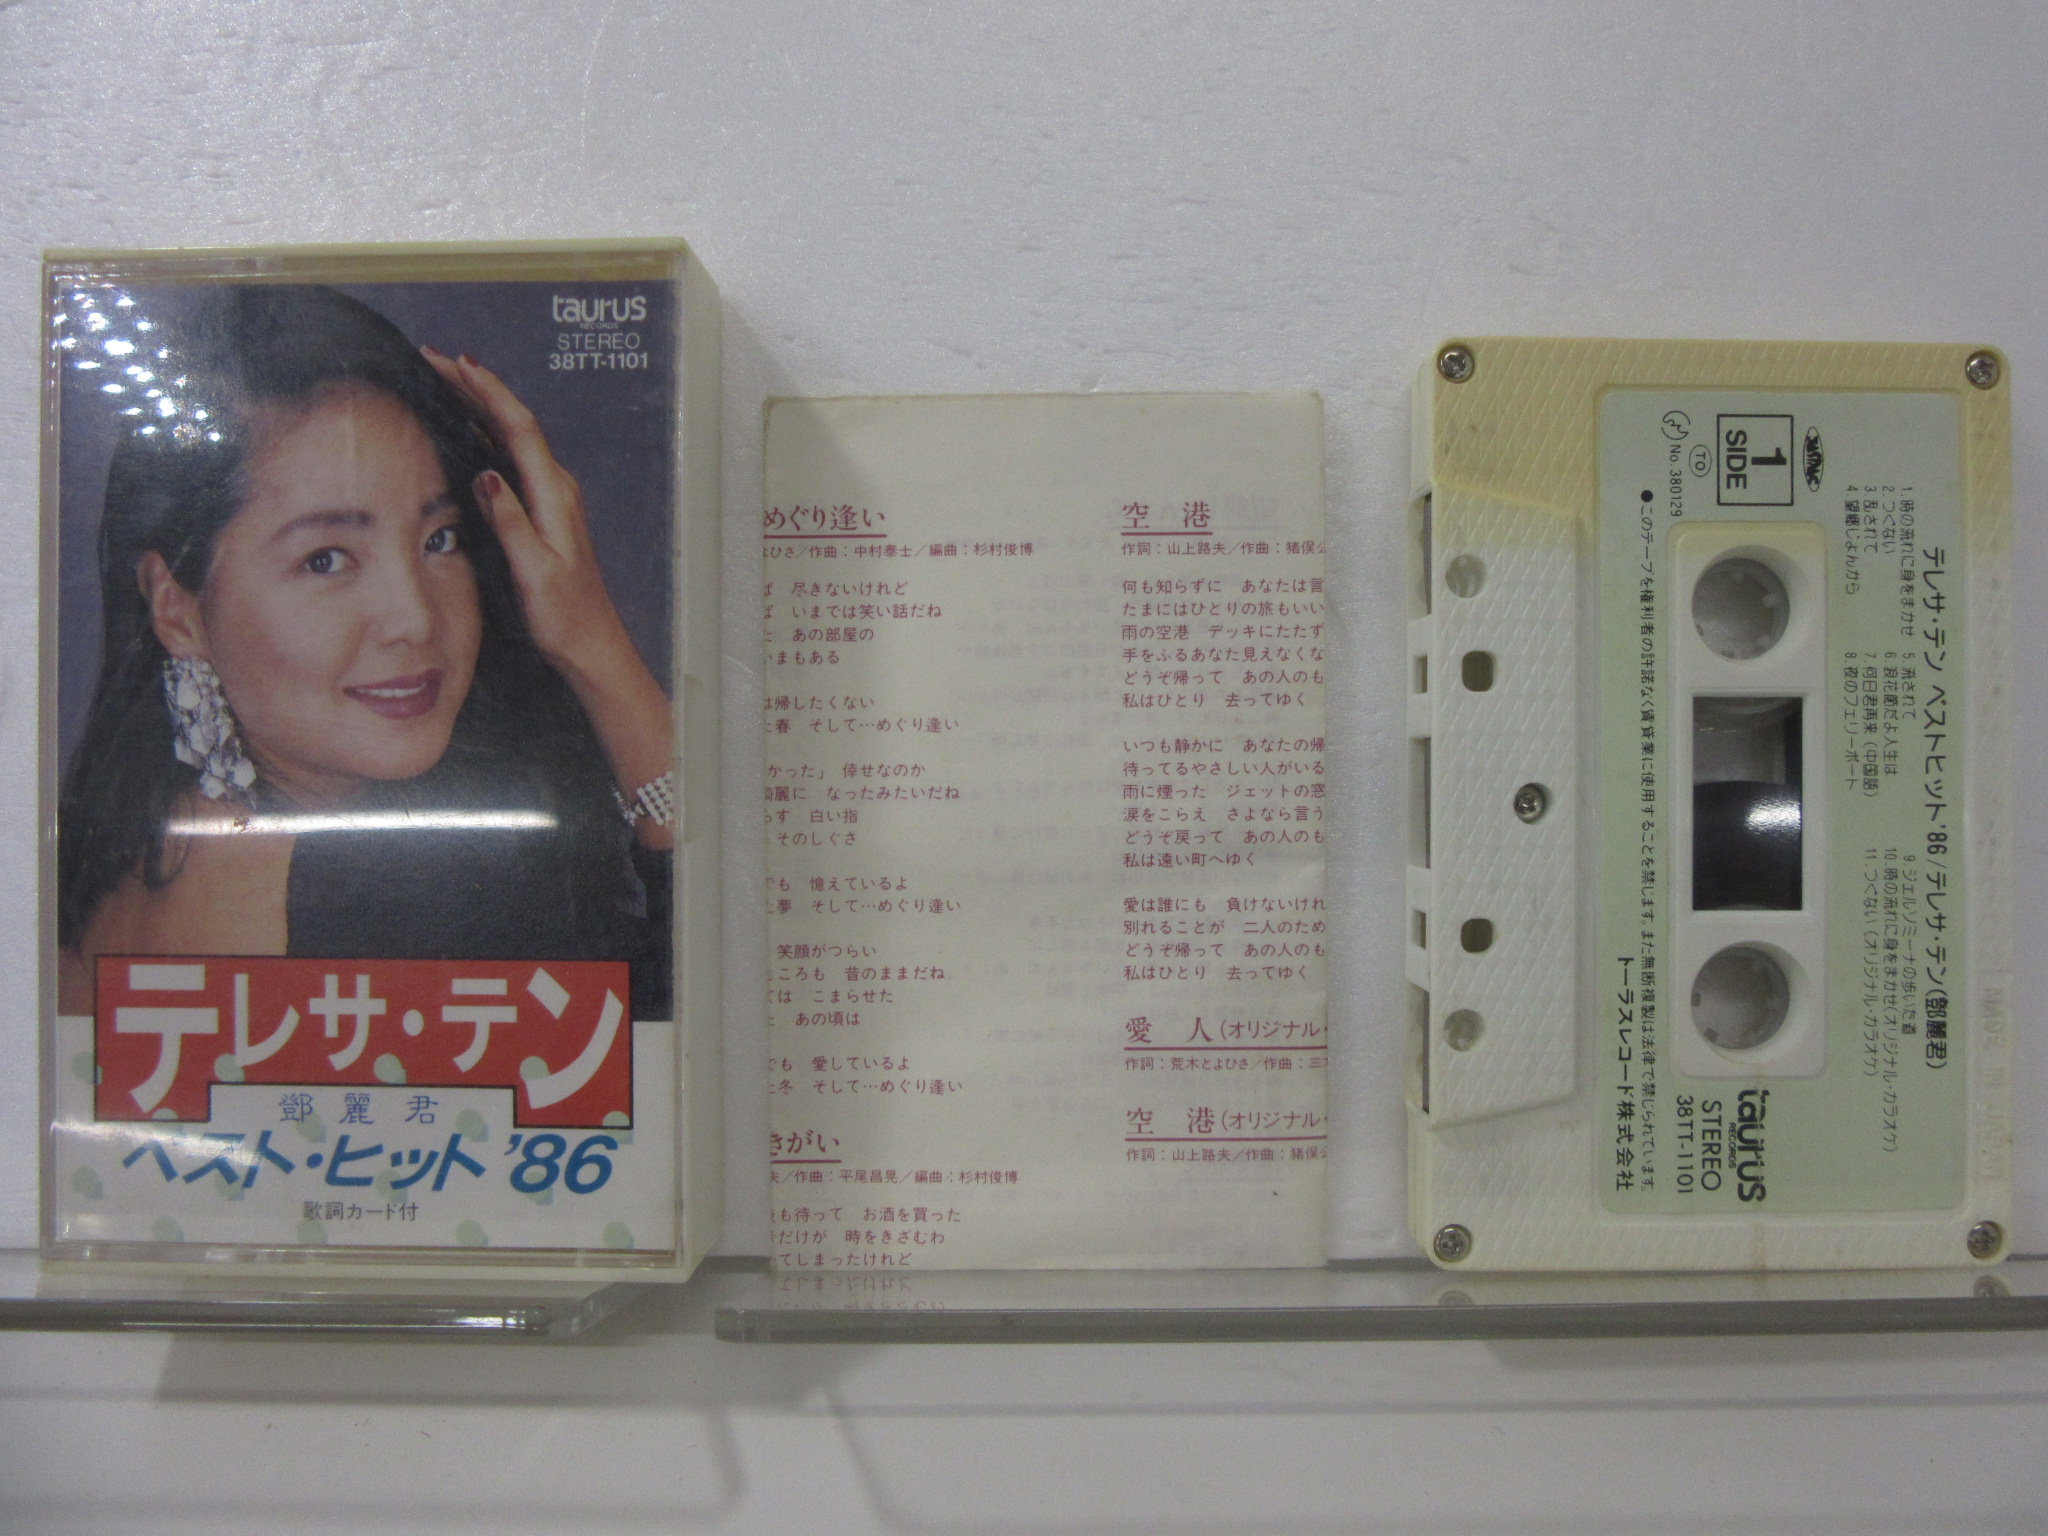 taurus
RECORDS
STEREO
38TT-1101
テレサ・テン
鄧麗君
ベスト・ヒット'86
歌詞カード付
めぐり逢い
ひさ/作曲:中村泰士/編曲:杉村俊博
ば 尽きないけれど
ば いまでは笑い話だね
あの部屋の
いまもある
は帰したくない
春 そして…めぐり逢い
かった」 倖せなのか
綺麗に なったみたいだね
らす 白い指
そのしぐさ
でも 憶えているよ
夢 そして…めぐり逢い
笑顔がつらい
ころも 昔のままだね
ては こまらせた
あの頃は
でも 愛しているよ
冬 そして…めぐり逢い
きがい
夫/作曲:平尾昌晃/編曲:杉村俊博
も待って お酒を買った
だけが 時をきざむわ
てしまったけれど
空 港
作詞:山上路夫/作曲:猪俣公
何も知らずに あなたは言
たまにはひとりの旅もいい
雨の空港 デッキにたたず
手をふるあなた見えなくな
どうぞ帰って あの人のも
私はひとり 去ってゆく
いつも静かに あなたの帰
待ってるやさしい人がいる
雨に煙った ジェットの窓
涙をこらえ さよなら言う
どうぞ戻って あの人のも
私は遠い町へゆく
愛は誰にも 負けないけれ
別れることが 二人のため
どうぞ帰って あの人のも
私はひとり 去ってゆく
愛 人(オリジナル・
作詞:荒木とよひさ/作曲:三木
空 港(オリジナル・
作詞:山上路夫/作曲:猪俣公
テレサ・テン ベストヒット'86/テレサ・テン(鄧麗君)
1. 時の流れに身をまかせ
2. つぐない
3. 乱されて
4. 望郷じょんから
5. 流されて
6. 浪花節だよ人生は
7. 何日君再来(中国語)
8. 夜のフェリーボート
9. ジェルソミーナの歩いた道
10. 時の流れに身をまかせ(オリジナル・カラオケ)
11. つぐない(オリジナル・カラオケ)
1
SIDE
TO
No. 380129
taurus
RECORDS
STEREO
38TT-1101
●このテープを権利者の許諾なく賃貸業に使用することを禁じます。また無断複製は法律で禁じられています。
トーラスレコード株式会社